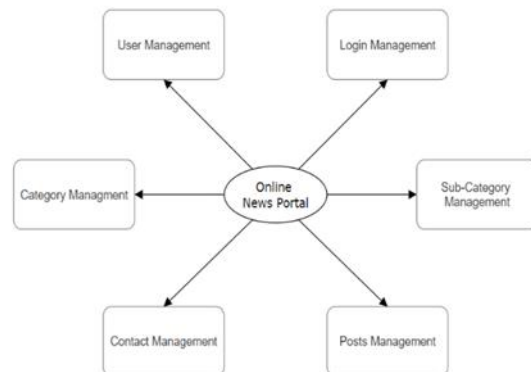 User Management
Login Management
Category Managment
Online
News Portal
Sub-Category
Management
Contact Management
Posts Management